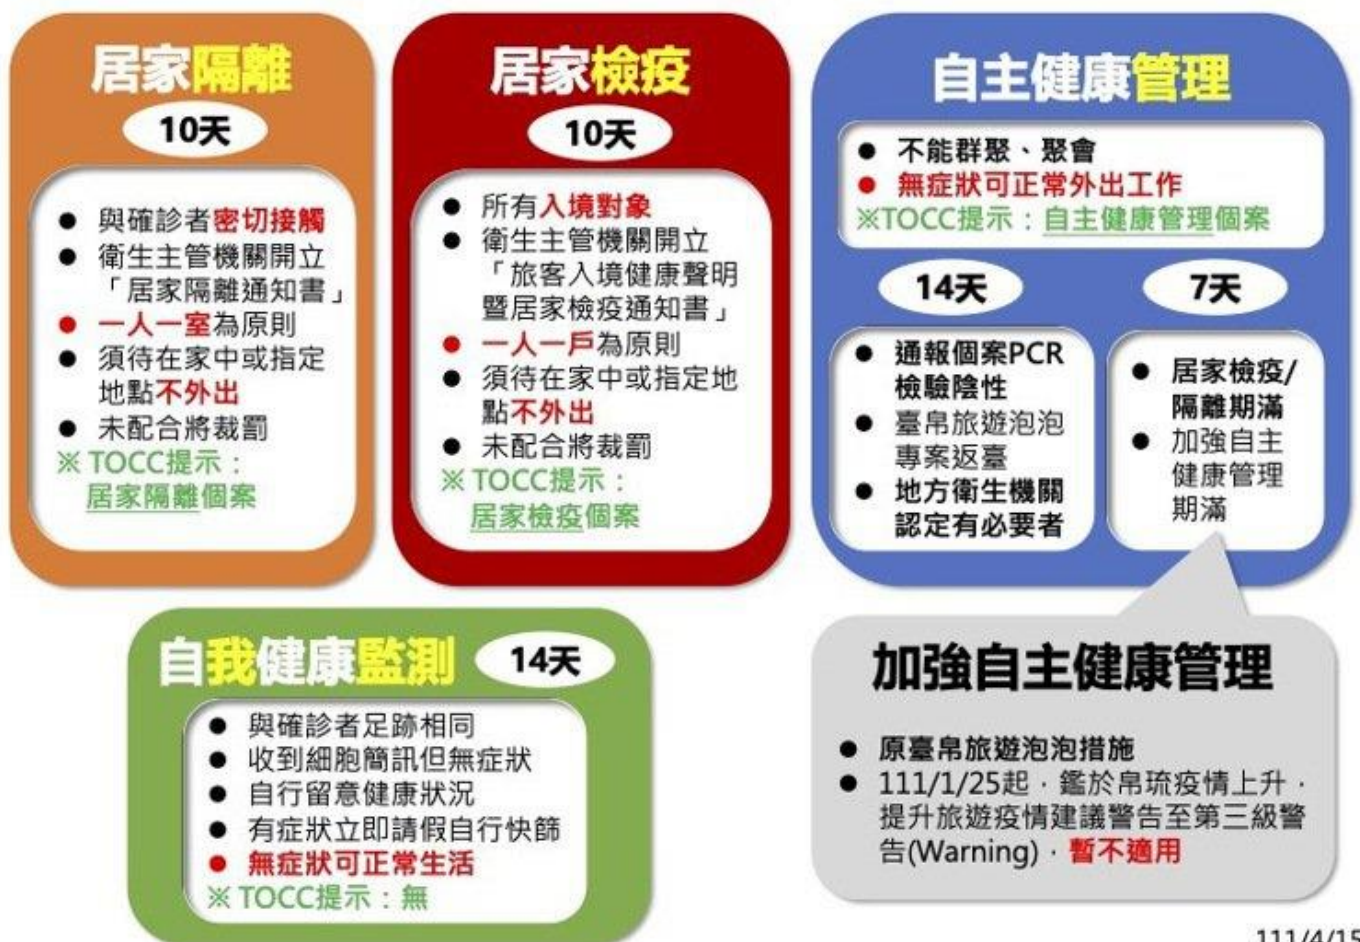 居家隔離
10天
● 與確診者密切接觸
● 衛生主管機關開立
「居家隔離通知書」
● 一人一室為原則
● 須待在家中或指定
地點不外出
● 未配合將裁罰
※ TOCC提示：
居家隔離個案
居家檢疫
10天
● 所有入境對象
● 衛生主管機關開立
「旅客入境健康聲明
暨居家檢疫通知書」
● 一人一戶為原則
● 須待在家中或指定地
點不外出
● 未配合將裁罰
※ TOCC提示：
居家檢疫個案
自主健康管理
● 不能群聚、聚會
● 無症狀可正常外出工作
※TOCC提示：自主健康管理個案
14天
● 通報個案PCR
檢驗陰性
● 臺帛旅遊泡泡
專案返臺
● 地方衛生機關
認定有必要者
7天
● 居家檢疫/
隔離期滿
● 加強自主
健康管理
期滿
自我健康監測 14天
● 與確診者足跡相同
● 收到細胞簡訊但無症狀
● 自行留意健康狀況
● 有症狀立即請假自行快篩
● 無症狀可正常生活
※ TOCC提示：無
加強自主健康管理
● 原臺帛旅遊泡泡措施
● 111/1/25起，鑑於帛琉疫情上升，
提升旅遊疫情建議警告至第三級警
告(Warning)，暫不適用
111/4/15